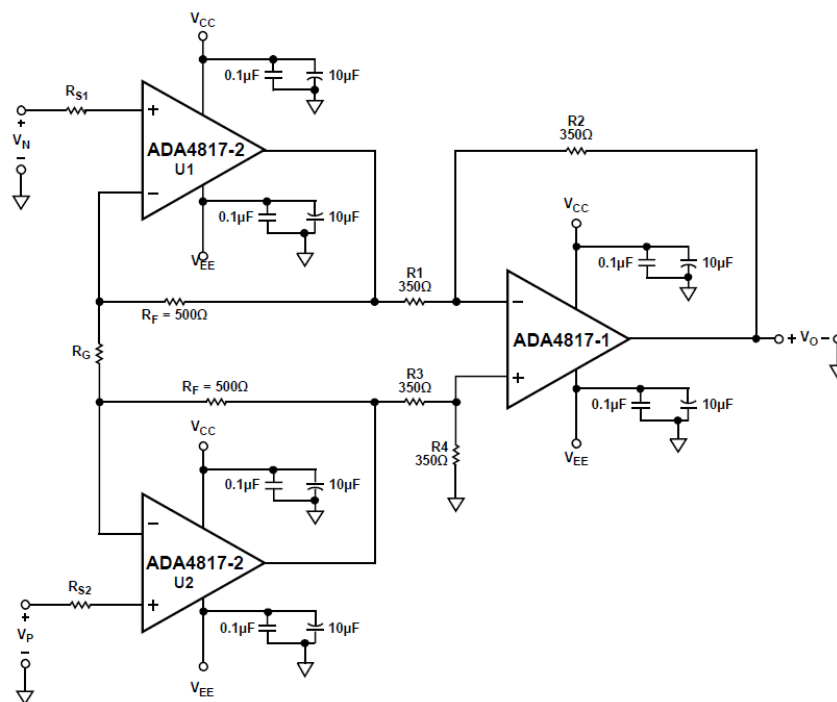 VCC
0.1µF
10µF
RS1
+
VN
−
+
ADA4817-2
U1
−
0.1µF
10µF
VEE
R2
350Ω
VCC
0.1µF
10µF
R1
350Ω
RF = 500Ω
−
ADA4817-1
+
+ VO −
RG
RF = 500Ω
R3
350Ω
0.1µF
10µF
VEE
R4
350Ω
VCC
0.1µF
10µF
−
ADA4817-2
U2
+
RS2
+
VP
−
0.1µF
10µF
VEE